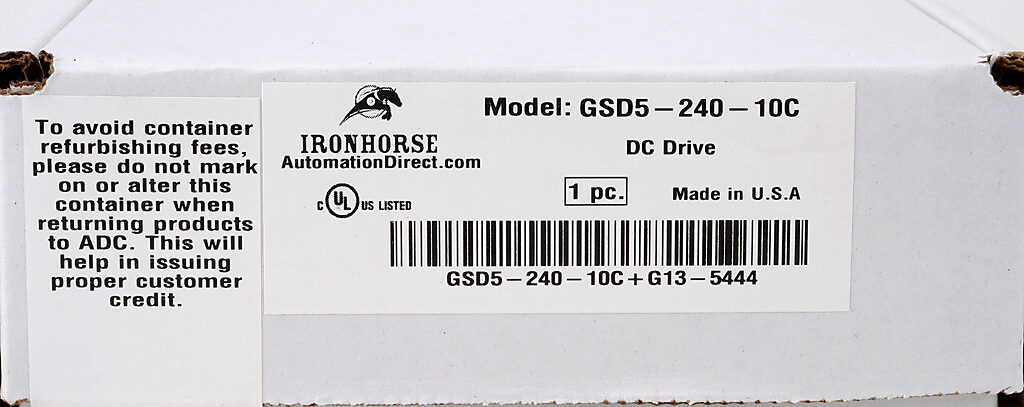 To avoid container
refurbishing fees,
please do not mark
on or alter this
container when
returning products
to ADC. This will
help in issuing
proper customer
credit.
IRONHORSE
AutomationDirect.com
Model: GSD5-240-10C
DC Drive
C UL US LISTED
1 pc.
Made in U.S.A
GSD5-240-10C+G13-5444